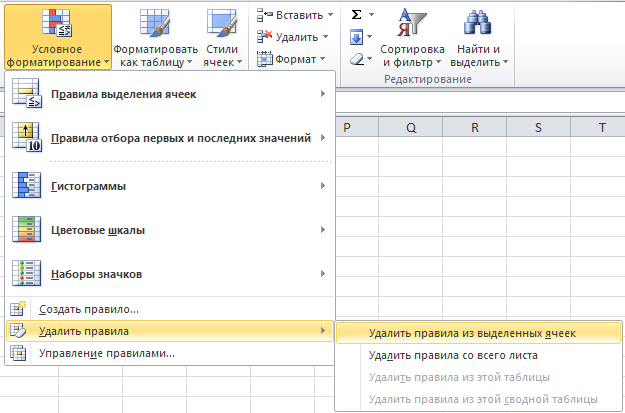 Условное форматирование
Форматировать как таблицу
Стили ячеек
Вставить
Удалить
Формат
Σ
Сортировка и фильтр
Найти и выделить
Редактирование
Правила выделения ячеек
Правила отбора первых и последних значений
Гистограммы
Цветовые шкалы
Наборы значков
Создать правило...
Удалить правила
Управление правилами...
P Q R S T
Удалить правила из выделенных ячеек
Удалить правила со всего листа
Удалить правила из этой таблицы
Удалить правила из этой сводной таблицы